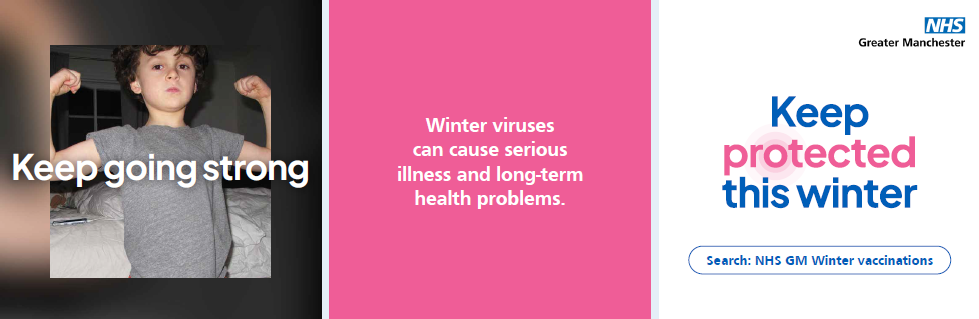 Keep going strong
Winter viruses
can cause serious
illness and long-term
health problems.
NHS
Greater Manchester
Keep
protected
this winter
Search: NHS GM Winter vaccinations